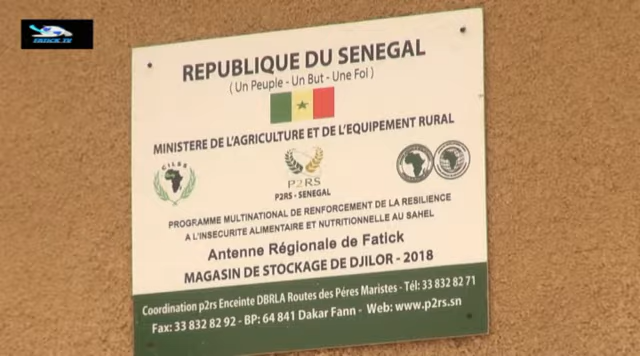 FATICK.TV
REPUBLIQUE DU SENEGAL
( Un Peuple - Un But - Une Foi )
MINISTERE DE L'AGRICULTURE ET DE L'EQUIPEMENT RURAL
CILSS
P2RS
P2RS - SENEGAL
PROGRAMME MULTINATIONAL DE RENFORCEMENT DE LA RESILIENCE
A L'INSECURITE ALIMENTAIRE ET NUTRITIONNELLE AU SAHEL
Antenne Régionale de Fatick
MAGASIN DE STOCKAGE DE DJILOR - 2018
Coordination p2rs Enceinte DBRLA Routes des Péres Maristes - Tél: 33 832 82 71
Fax: 33 832 82 92 - BP: 64 841 Dakar Fann - Web: www.p2rs.sn